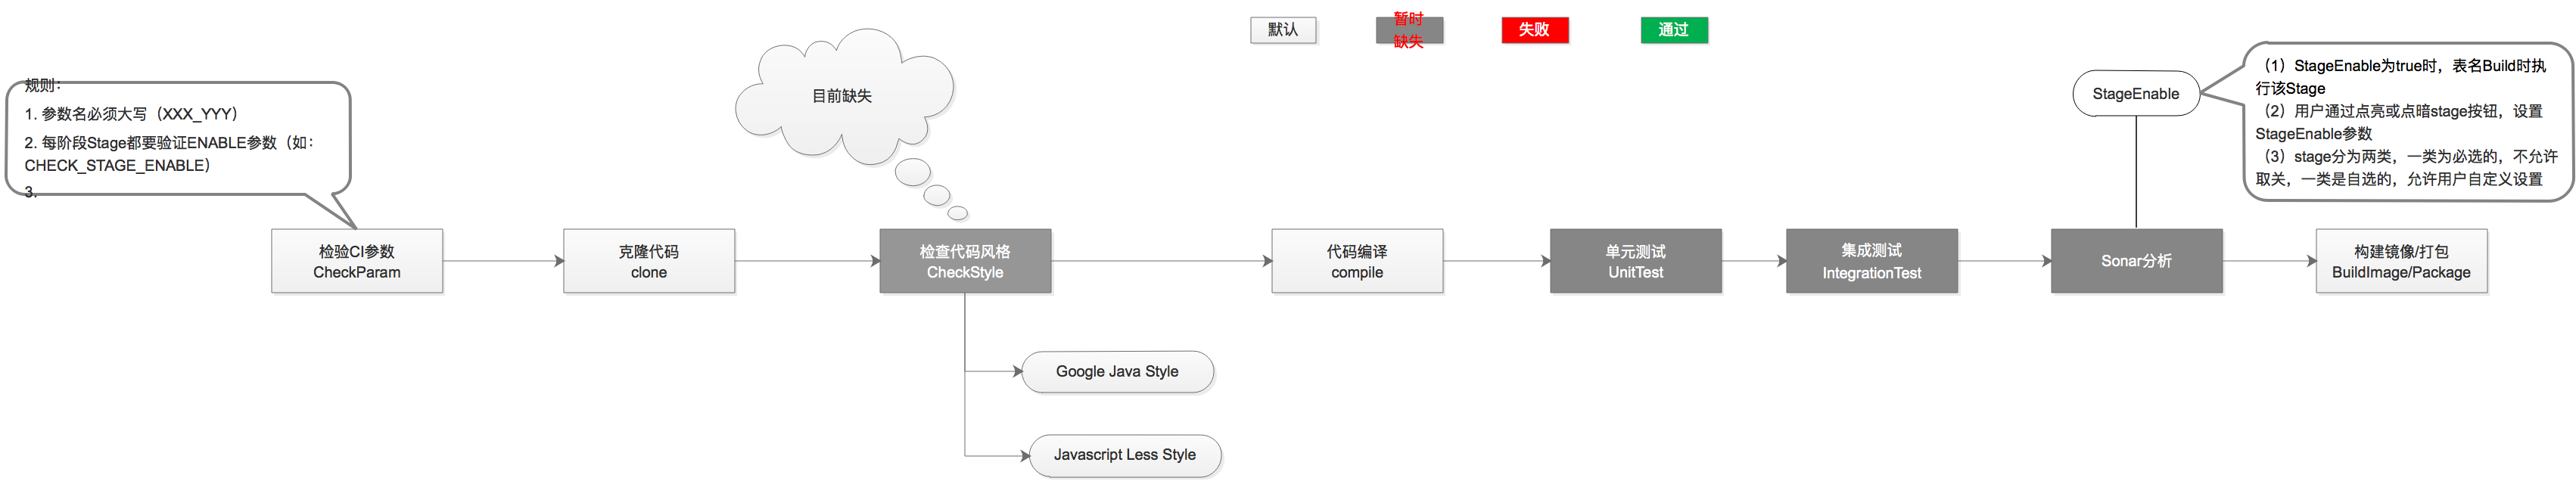 默认
暂时
缺失
失败
通过
规则：
1. 参数名必须大写（XXX_YYY）
2. 每阶段Stage都要验证ENABLE参数（如：
CHECK_STAGE_ENABLE）
3.
目前缺失
StageEnable
（1）StageEnable为true时，表名Build时执
行该Stage
（2）用户通过点亮或点暗stage按钮，设置
StageEnable参数
（3）stage分为两类，一类为必选的，不允许
取关，一类是自选的，允许用户自定义设置
检验CI参数
CheckParam
克隆代码
clone
检查代码风格
CheckStyle
代码编译
compile
单元测试
UnitTest
集成测试
IntegrationTest
Sonar分析
构建镜像/打包
BuildImage/Package
Google Java Style
Javascript Less Style